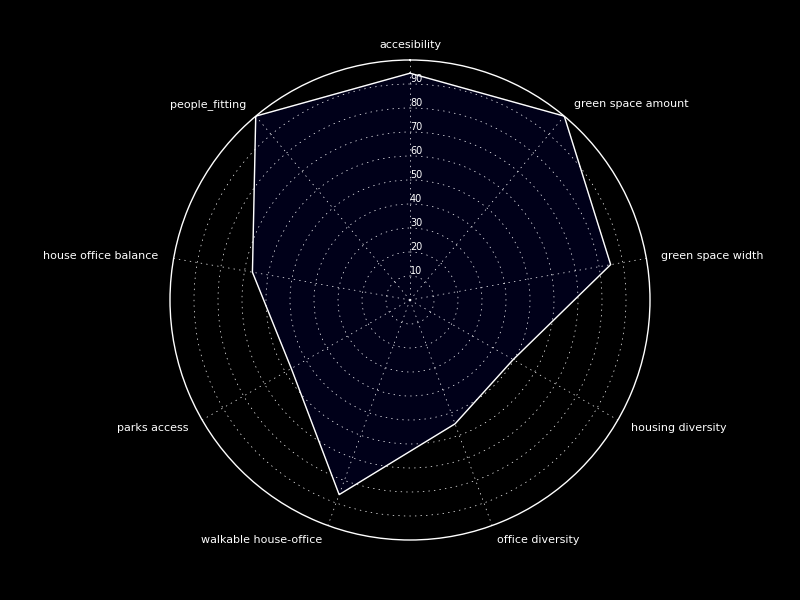 accesibility
people_fitting
green space amount
90
80
70
60
50
40
30
20
10
house office balance
green space width
parks access
housing diversity
walkable house-office
office diversity